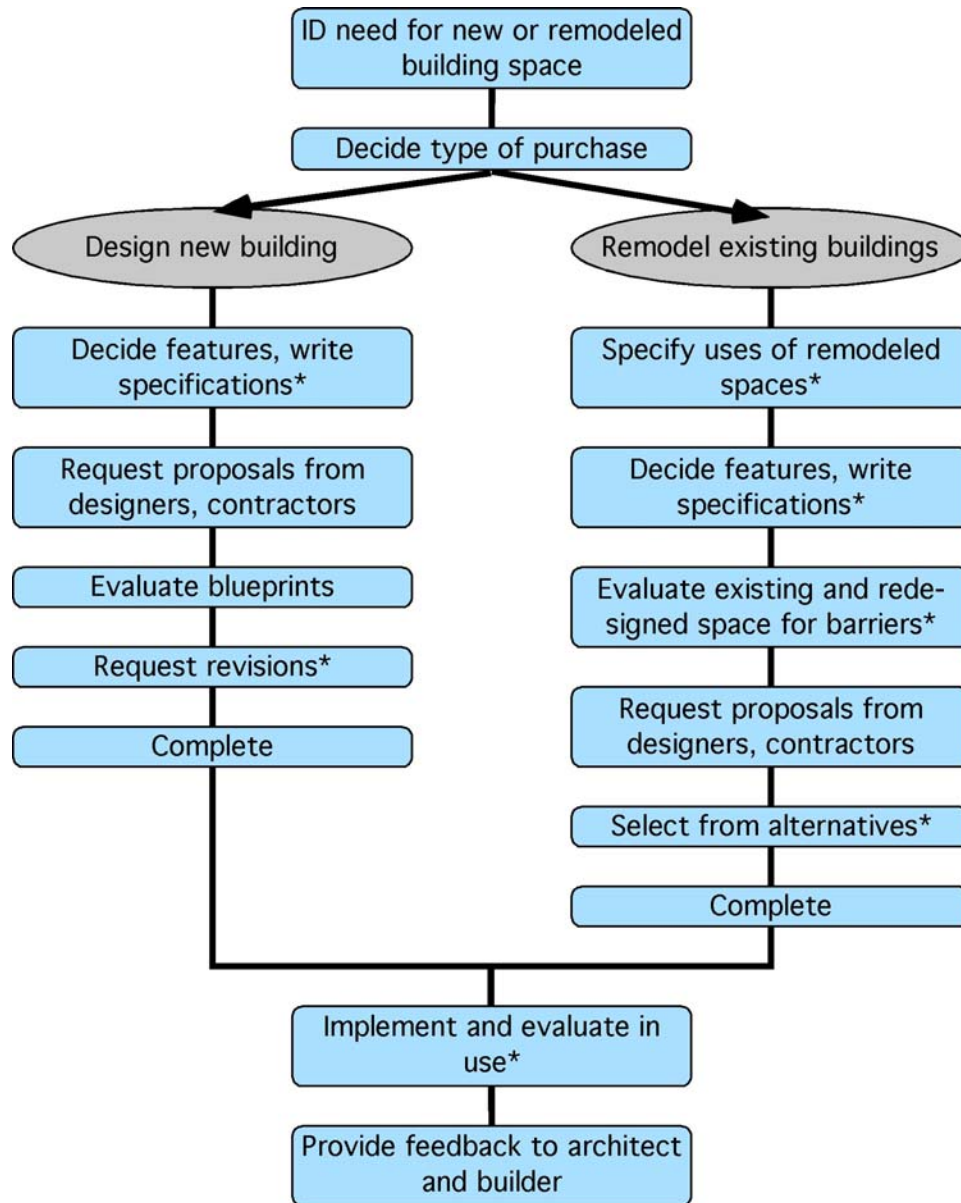 ID need for new or remodeled
building space
Decide type of purchase
Design new building
Decide features, write
specifications*
Request proposals from
designers, contractors
Evaluate blueprints
Request revisions*
Complete
Remodel existing buildings
Specify uses of remodeled
spaces*
Decide features, write
specifications*
Evaluate existing and rede-
signed space for barriers*
Request proposals from
designers, contractors
Select from alternatives*
Complete
Implement and evaluate in
use*
Provide feedback to architect
and builder